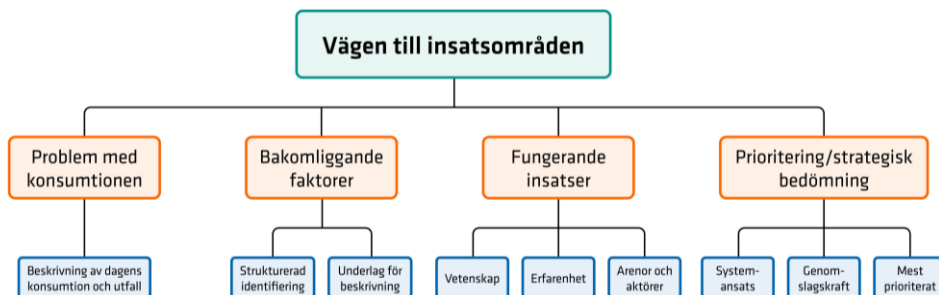 Vägen till insatsområden
Problem med
konsumtionen
Bakomliggande
faktorer
Fungerande
insatser
Prioritering/strategisk
bedömning
Beskrivning av dagens
konsumtion och utfall
Strukturerad
identifiering
Underlag för
beskrivning
Vetenskap
Erfarenhet
Arenor och
aktörer
System-
ansats
Genom-
slagskraft
Mest
prioriterat